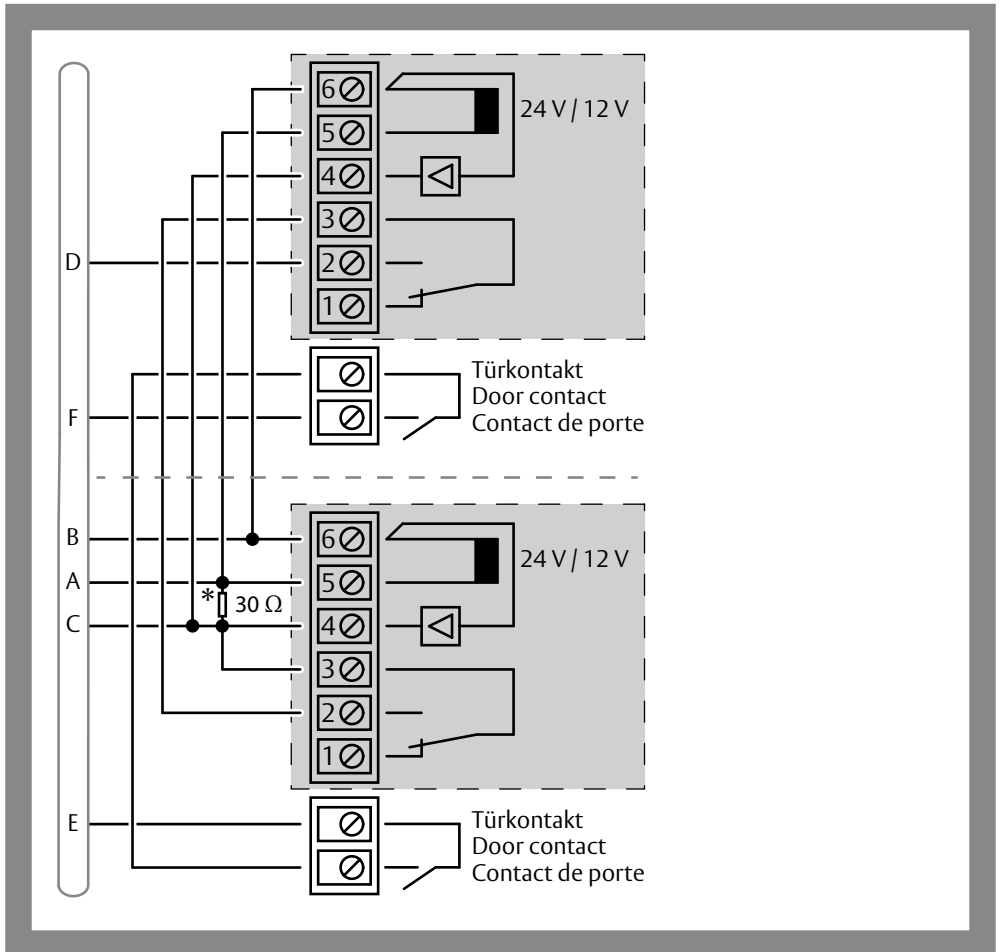 6
24 V / 12 V
5
4
3
D
2
1
Türkontakt
Door contact
F
Contact de porte
B
6
24 V / 12 V
A
5
* 30 Ω
C
4
3
2
1
E
Türkontakt
Door contact
Contact de porte